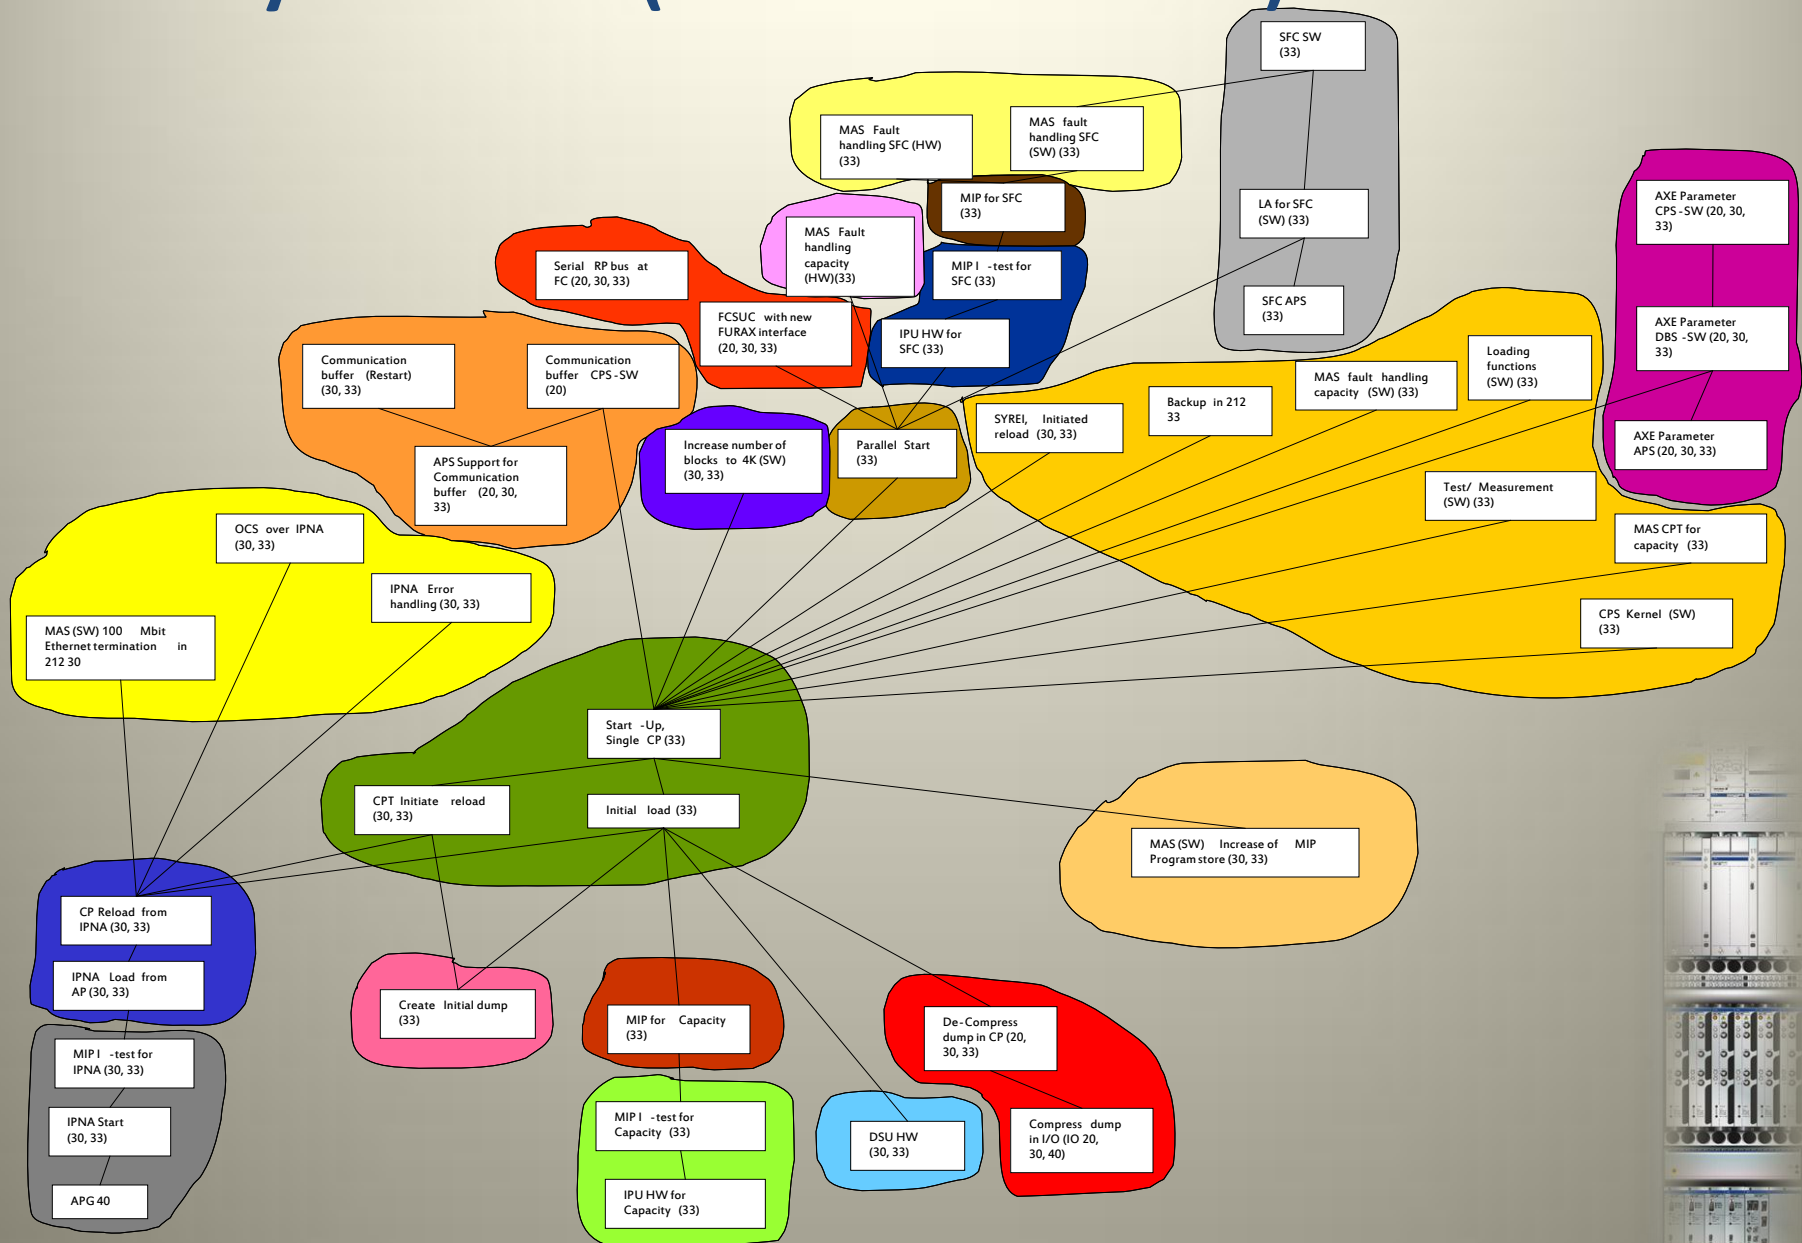 SFC SW
(33)
MAS Fault
handling SFC (HW)
(33)
MAS fault
handling SFC
(SW) (33)
MIP for SFC
(33)
LA for SFC
(SW) (33)
SFC APS
(33)
AXE Parameter
CPS -SW (20, 30,
33)
AXE Parameter
DBS -SW (20, 30,
33)
AXE Parameter
APS (20, 30, 33)
MAS Fault
handling
capacity
(HW)(33)
MIP I -test for
SFC (33)
IPU HW for
SFC (33)
Serial RP bus at
FC (20, 30, 33)
FCSUC with new
FURAX interface
(20, 30, 33)
Communication
buffer (Restart)
(30, 33)
Communication
buffer CPS -SW
(20)
APS Support for
Communication
buffer (20, 30,
33)
Increase number of
blocks to 4K (SW)
(30, 33)
Parallel Start
(33)
SYREI, Initiated
reload (30, 33)
Backup in 212
33
MAS fault handling
capacity (SW) (33)
Loading
functions
(SW) (33)
Test/ Measurement
(SW) (33)
MAS CPT for
capacity (33)
CPS Kernel (SW)
(33)
OCS over IPNA
(30, 33)
IPNA Error
handling (30, 33)
MAS (SW) 100 Mbit
Ethernet termination in
212 30
Start -Up,
Single CP (33)
CPT Initiate reload
(30, 33)
Initial load (33)
MAS (SW) Increase of MIP
Program store (30, 33)
CP Reload from
IPNA (30, 33)
IPNA Load from
AP (30, 33)
MIP I -test for
IPNA (30, 33)
IPNA Start
(30, 33)
APG 40
Create Initial dump
(33)
MIP for Capacity
(33)
MIP I -test for
Capacity (33)
IPU HW for
Capacity (33)
DSU HW
(30, 33)
De-Compress
dump in CP (20,
30, 33)
Compress dump
in I/O (IO 20,
30, 40)